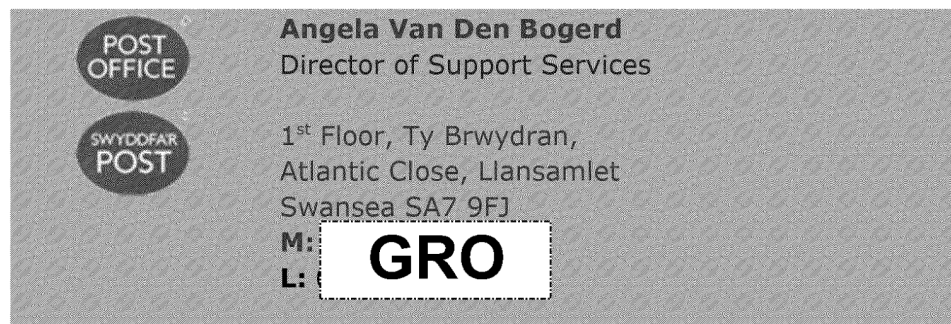 POST
OFFICE
Angela Van Den Bogerd
Director of Support Services
SWYDDFA'R
POST
1st Floor, Ty Brwydran,
Atlantic Close, Llansamlet
Swansea SA7 9FJ
M:
L:
GRO